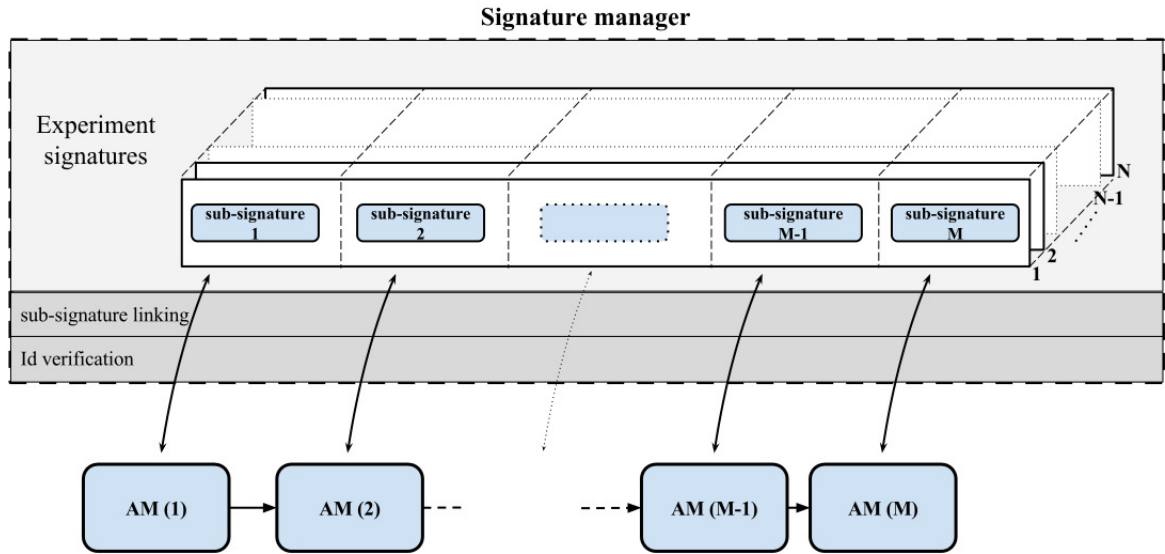 Signature manager
Experiment
signatures
sub-signature
1
sub-signature
2
sub-signature
M-1
sub-signature
M
N
N-1
2
1
sub-signature linking
Id verification
AM (1)
AM (2)
AM (M-1)
AM (M)